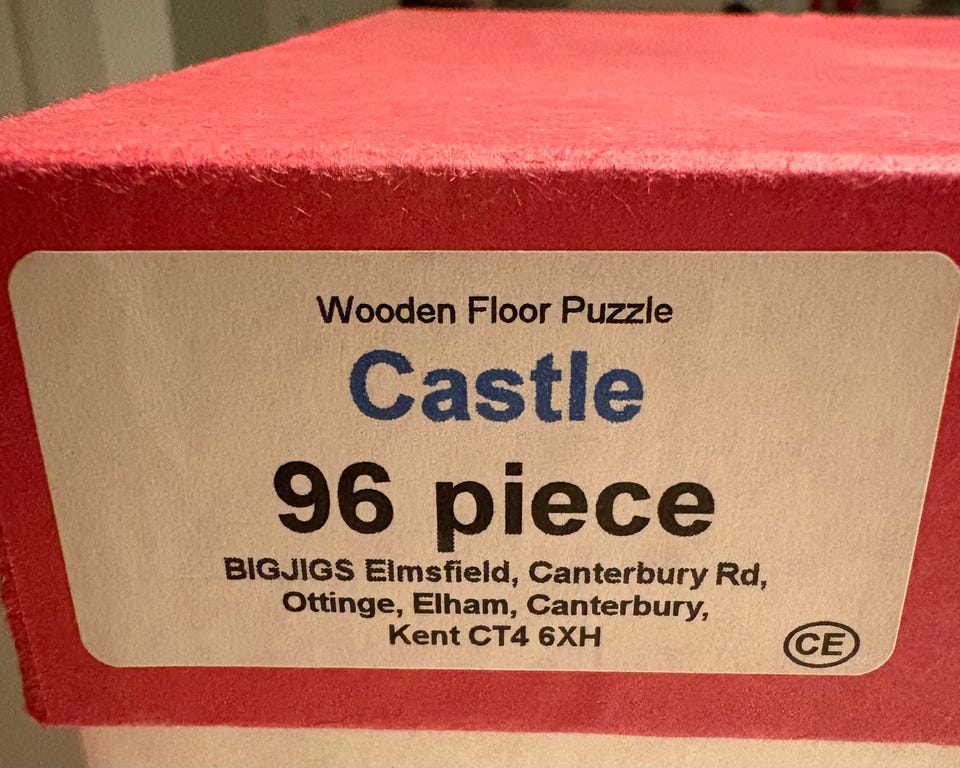 Wooden Floor Puzzle
Castle
96 piece
BIGJIGS Elmsfield, Canterbury Rd,
Ottinge, Elham, Canterbury,
Kent CT4 6XH
CE